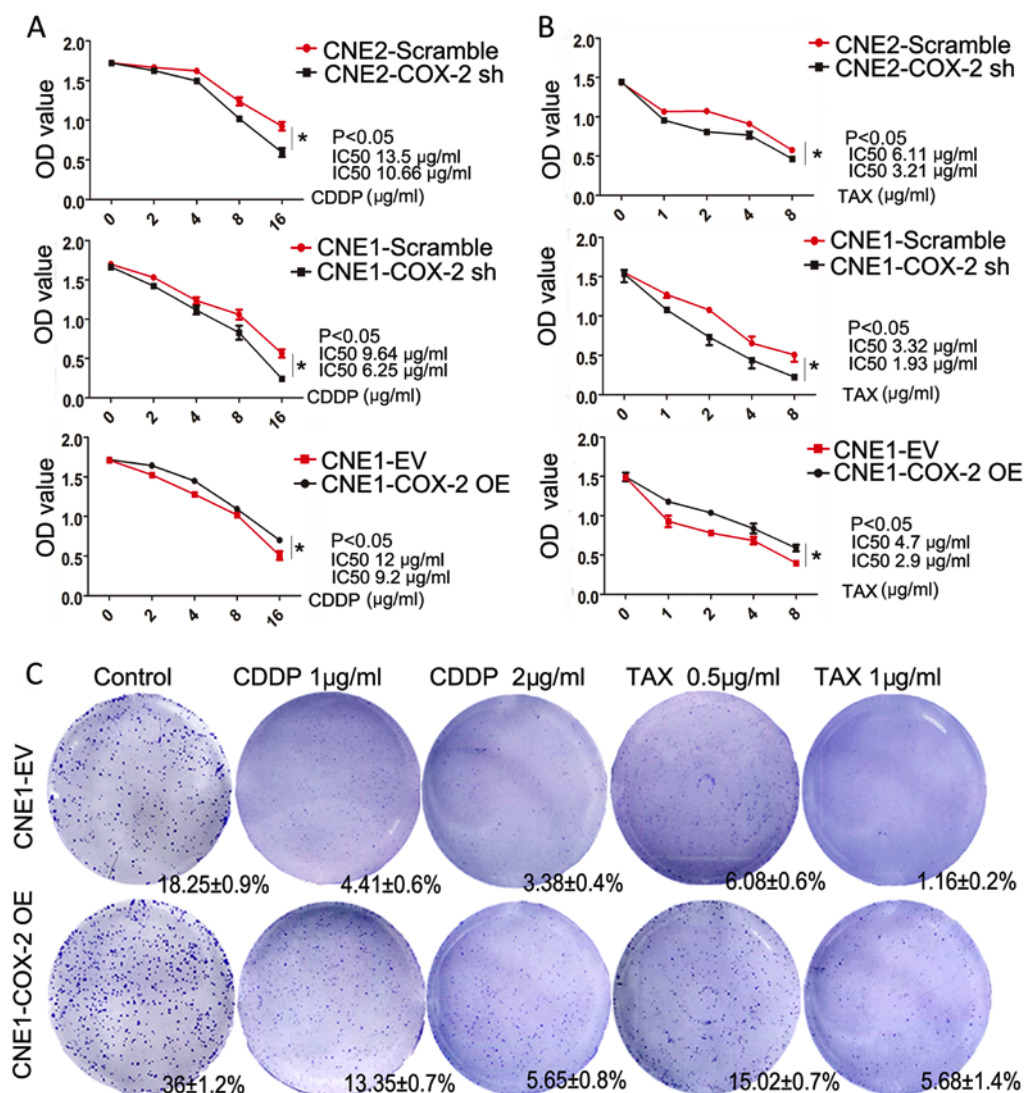 A
2.0
1.5
1.0
0.5
0.0
OD value
CNE2-Scramble
CNE2-COX-2 sh
*
P<0.05
IC50 13.5 µg/ml
IC50 10.66 µg/ml
0 2 4 8 16
CDDP (µg/ml)
2.0
1.5
1.0
0.5
0.0
OD value
CNE1-Scramble
CNE1-COX-2 sh
*
P<0.05
IC50 9.64 µg/ml
IC50 6.25 µg/ml
0 2 4 8 16
CDDP (µg/ml)
2.0
1.5
1.0
0.5
0.0
OD value
CNE1-EV
CNE1-COX-2 OE
*
P<0.05
IC50 12 µg/ml
IC50 9.2 µg/ml
0 2 4 8 16
CDDP (µg/ml)
B
2.0
1.5
1.0
0.5
0.0
OD value
CNE2-Scramble
CNE2-COX-2 sh
*
P<0.05
IC50 6.11 µg/ml
IC50 3.21 µg/ml
0 1 2 4 8
TAX (µg/ml)
2.0
1.5
1.0
0.5
0.0
OD value
CNE1-Scramble
CNE1-COX-2 sh
*
P<0.05
IC50 3.32 µg/ml
IC50 1.93 µg/ml
0 1 2 4 8
TAX (µg/ml)
2.0
1.5
1.0
0.5
0.0
OD value
CNE1-EV
CNE1-COX-2 OE
*
P<0.05
IC50 4.7 µg/ml
IC50 2.9 µg/ml
0 1 2 4 8
TAX (µg/ml)
C
Control CDDP 1µg/ml CDDP 2µg/ml TAX 0.5µg/ml TAX 1µg/ml
CNE1-EV
18.25±0.9% 4.41±0.6% 3.38±0.4% 6.08±0.6% 1.16±0.2%
CNE1-COX-2 OE
36±1.2% 13.35±0.7% 5.65±0.8% 15.02±0.7% 5.68±1.4%